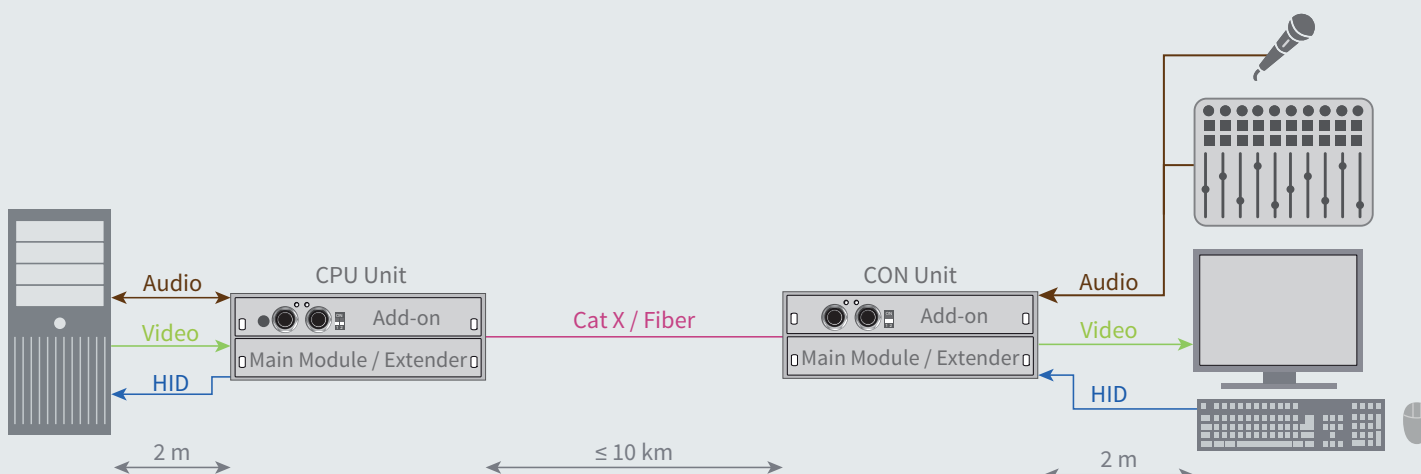 CPU Unit
CON Unit
Audio
Audio
Add-on
Add-on
Cat X / Fiber
Video
Video
Main Module / Extender
Main Module / Extender
HID
HID
2 m
≤ 10 km
2 m